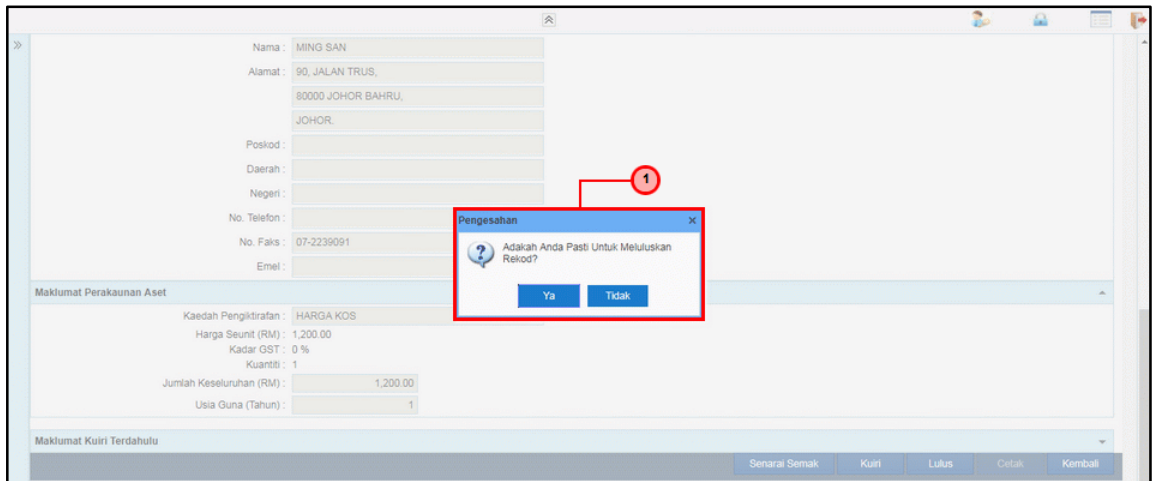 Nama : MING SAN
Alamat : 90, JALAN TRUS,
80000 JOHOR BAHRU,
JOHOR.
Poskod :
Daerah :
Negeri :
No. Telefon :
No. Faks : 07-2239091
Emel :
1
Pengesahan x
Adakah Anda Pasti Untuk Meluluskan
Rekod?
Ya Tidak
Maklumat Perakaunan Aset
Kaedah Pengiktirafan : HARGA KOS
Harga Seunit (RM) : 1,200.00
Kadar GST : 0 %
Kuantiti : 1
Jumlah Keseluruhan (RM) : 1,200.00
Usia Guna (Tahun) : 1
Maklumat Kuiri Terdahulu
Senarai Semak Kuiri Lulus Cetak Kembali